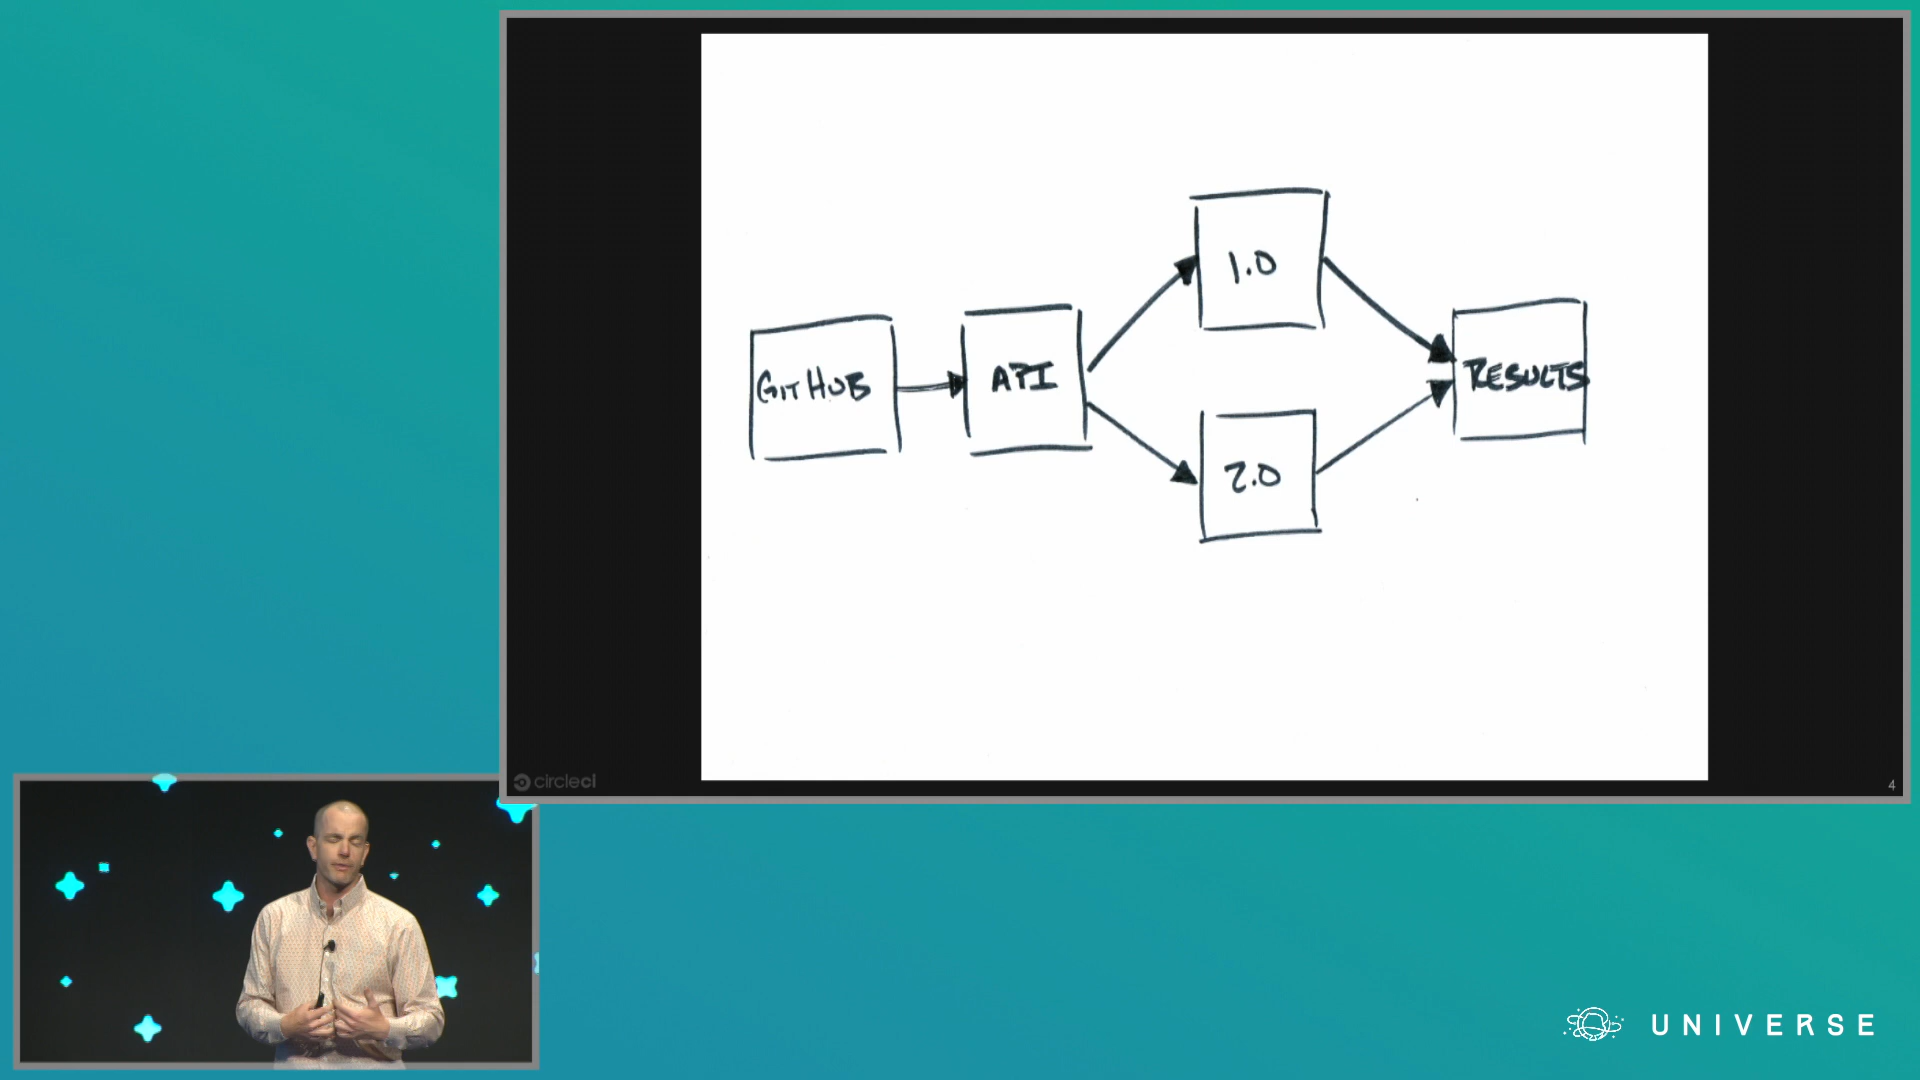 1.0
GITHUB
API
RESULTS
2.0
circleci
4
UNIVERSE